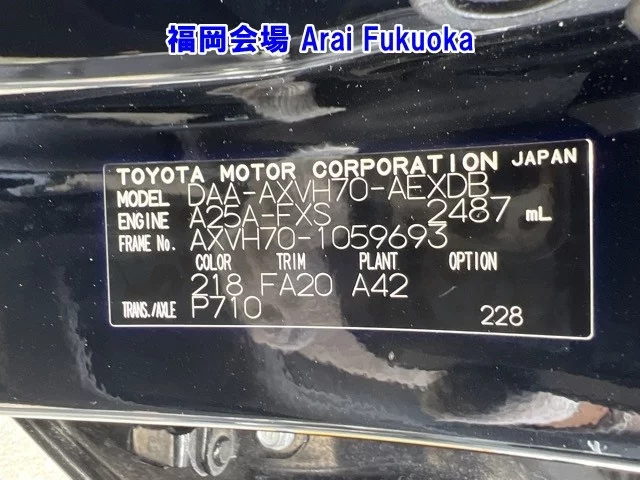 福岡会場 Arai Fukuoka
TOYOTA MOTOR CORPORATION JAPAN
MODEL DAA-AXVH70-AEXDB
ENGINE A25A-FXS 2487 mL
FRAME No. AXVH70-1059693
COLOR TRIM PLANT OPTION
218 FA20 A42
TRANS./AXLE P710 228